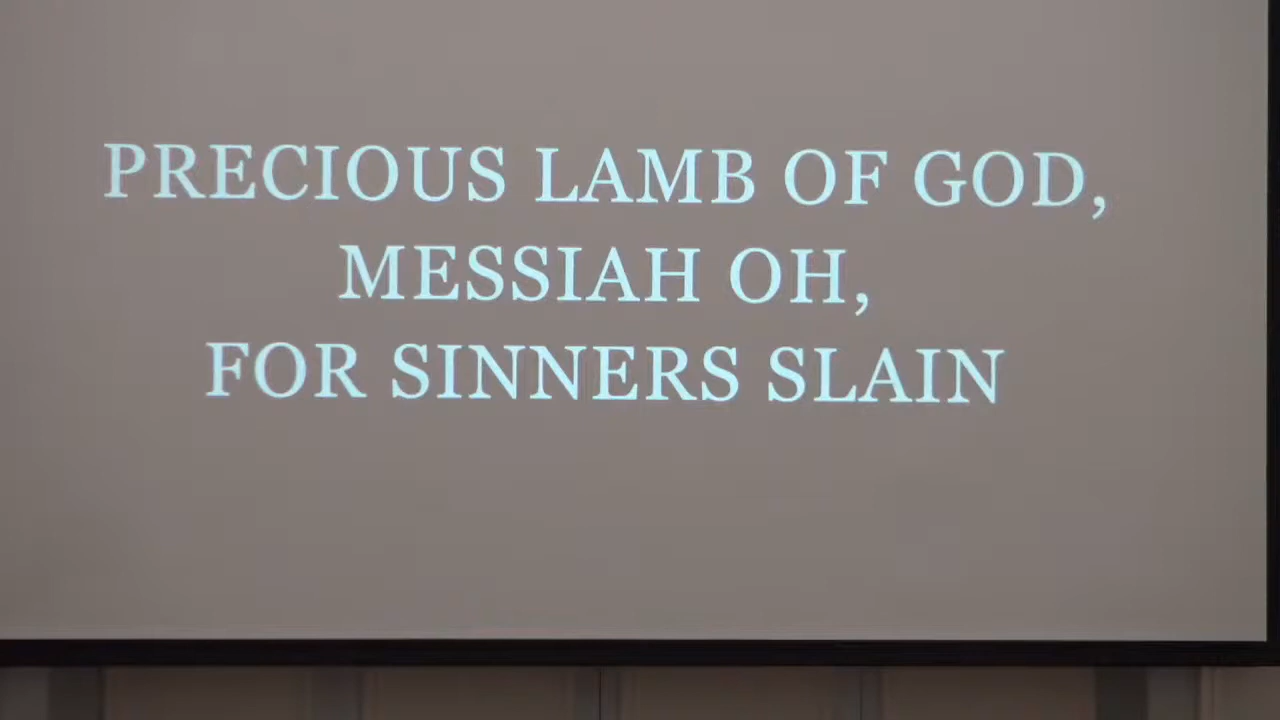 PRECIOUS LAMB OF GOD,
MESSIAH OH,
FOR SINNERS SLAIN